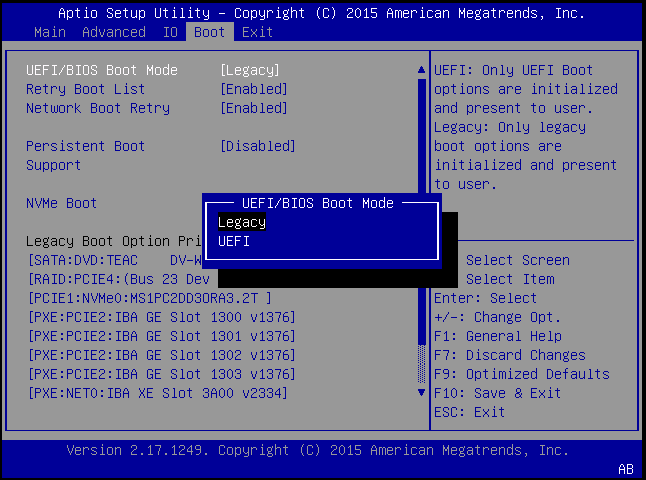 Aptio Setup Utility - Copyright (C) 2015 American Megatrends, Inc.
Main Advanced IO Boot Exit
UEFI/BIOS Boot Mode [Legacy]
Retry Boot List [Enabled]
Network Boot Retry [Enabled]
Persistent Boot [Disabled]
Support
NVMe Boot
Legacy Boot Option Pri
[SATA:DVD:TEAC DV-W
[RAID:PCIE4:(Bus 23 Dev
[PCIE1:NVMe0:MS1PC2DD3ORA3.2T ]
[PXE:PCIE2:IBA GE Slot 1300 v1376]
[PXE:PCIE2:IBA GE Slot 1301 v1376]
[PXE:PCIE2:IBA GE Slot 1302 v1376]
[PXE:PCIE2:IBA GE Slot 1303 v1376]
[PXE:NET0:IBA XE Slot 3A00 v2334]
UEFI/BIOS Boot Mode
Legacy
UEFI
UEFI: Only UEFI Boot
options are initialized
and present to user.
Legacy: Only legacy
boot options are
initialized and present
to user.
Select Screen
Select Item
Enter: Select
+/-: Change Opt.
F1: General Help
F7: Discard Changes
F9: Optimized Defaults
F10: Save & Exit
ESC: Exit
Version 2.17.1249. Copyright (C) 2015 American Megatrends, Inc.
AB